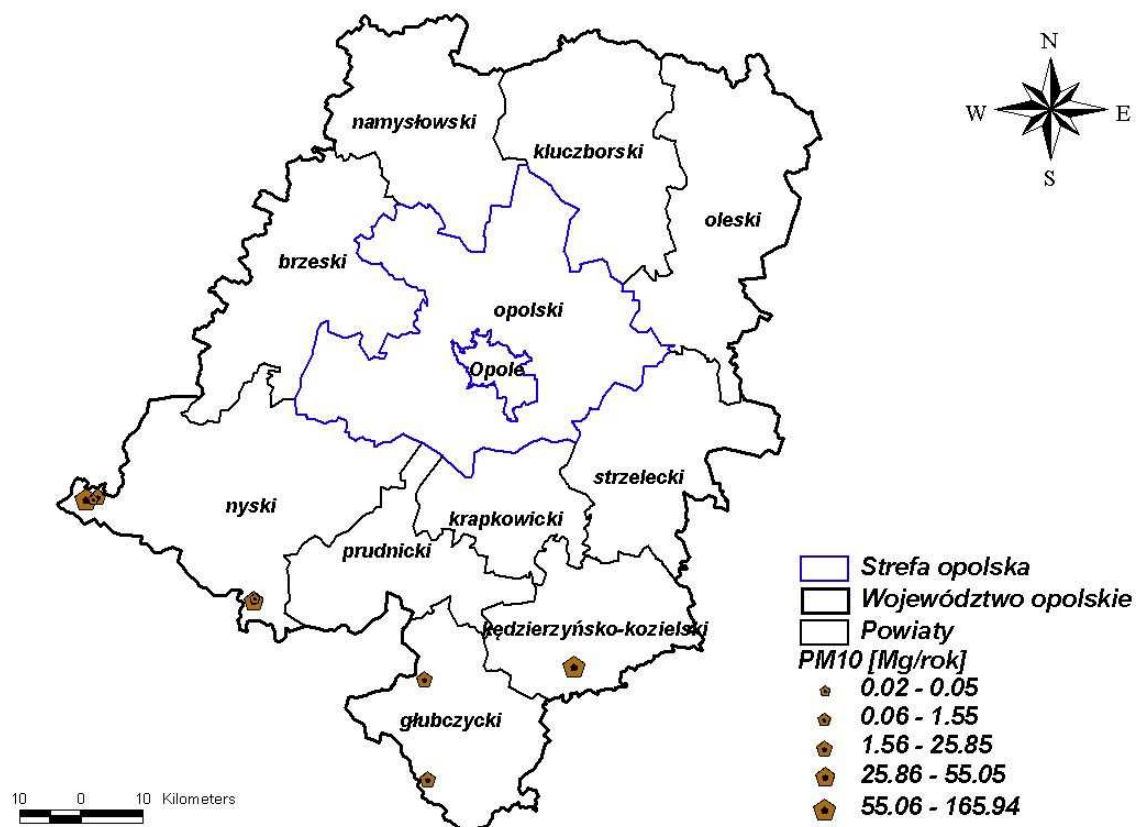 N
W E
S
namysłowski
kluczborski
oleski
brzeski
opolski
Opole
strzelecki
nyski
krapkowicki
prudnicki
kędzierzyńsko-kozielski
głubczycki
Strefa opolska
Województwo opolskie
Powiaty
PM10 [Mg/rok]
0.02 - 0.05
0.06 - 1.55
1.56 - 25.85
25.86 - 55.05
55.06 - 165.94
10 0 10 Kilometers